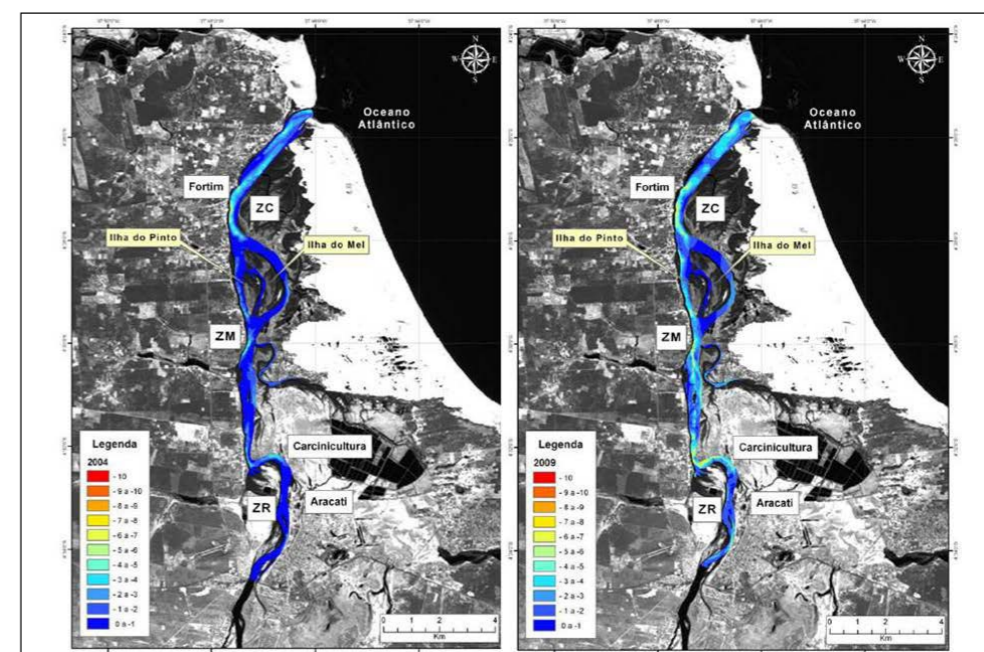 N
W E
S
Oceano
Atlântico
Fortim
ZC
Ilha do Pinto
Ilha do Mel
ZM
Carcinicultura
Aracati
ZR
Legenda
2004
- 10
- 9 a -10
- 8 a -9
- 7 a -8
- 6 a -7
- 5 a -6
- 4 a -5
- 3 a -4
- 2 a -3
- 1 a -2
0 a -1
0 2 4
Km
N
W E
S
Oceano
Atlântico
Fortim
ZC
Ilha do Pinto
Ilha do Mel
ZM
Carcinicultura
Aracati
ZR
Legenda
2009
- 10
- 9 a -10
- 8 a -9
- 7 a -8
- 6 a -7
- 5 a -6
- 4 a -5
- 3 a -4
- 2 a -3
- 1 a -2
0 a -1
0 2 4
Km